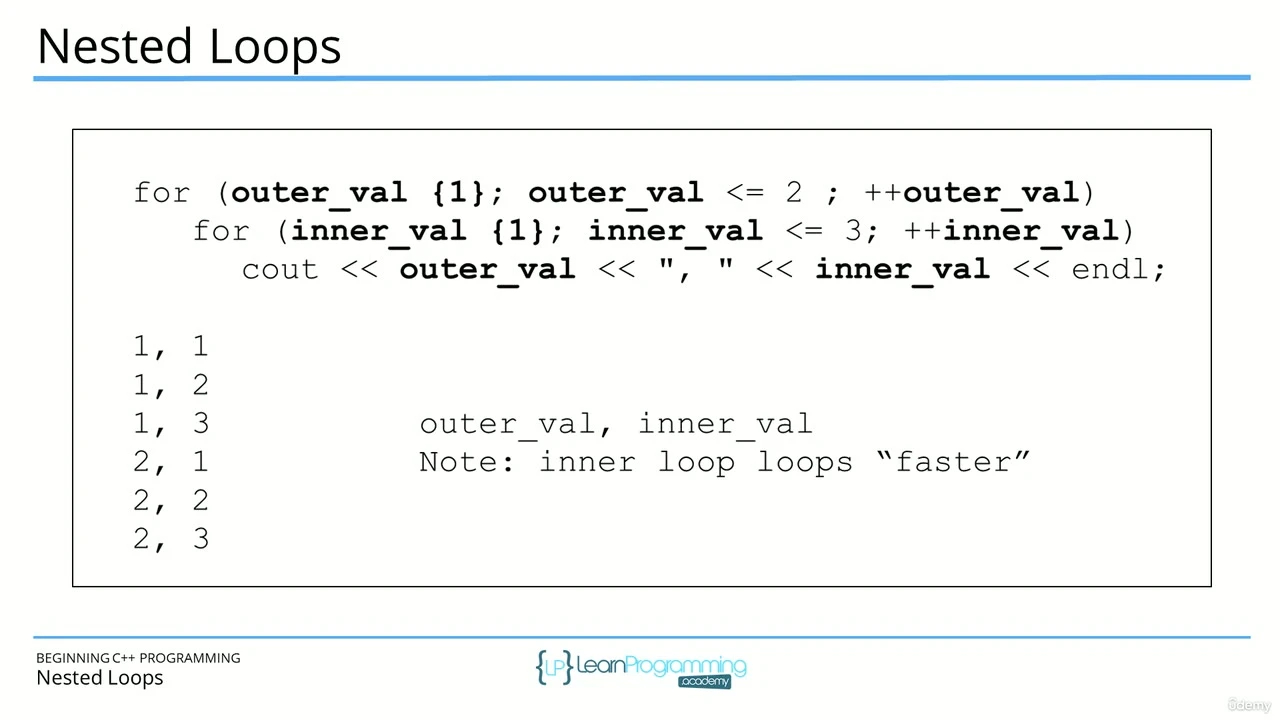 Nested Loops
for (outer_val {1}; outer_val <= 2 ; ++outer_val)
for (inner_val {1}; inner_val <= 3; ++inner_val)
cout << outer_val << ", " << inner_val << endl;
1, 1
1, 2
1, 3
2, 1
2, 2
2, 3
outer_val, inner_val
Note: inner loop loops “faster”
BEGINNING C++ PROGRAMMING
Nested Loops
{LP} LearnProgramming
.academy
ûdemy